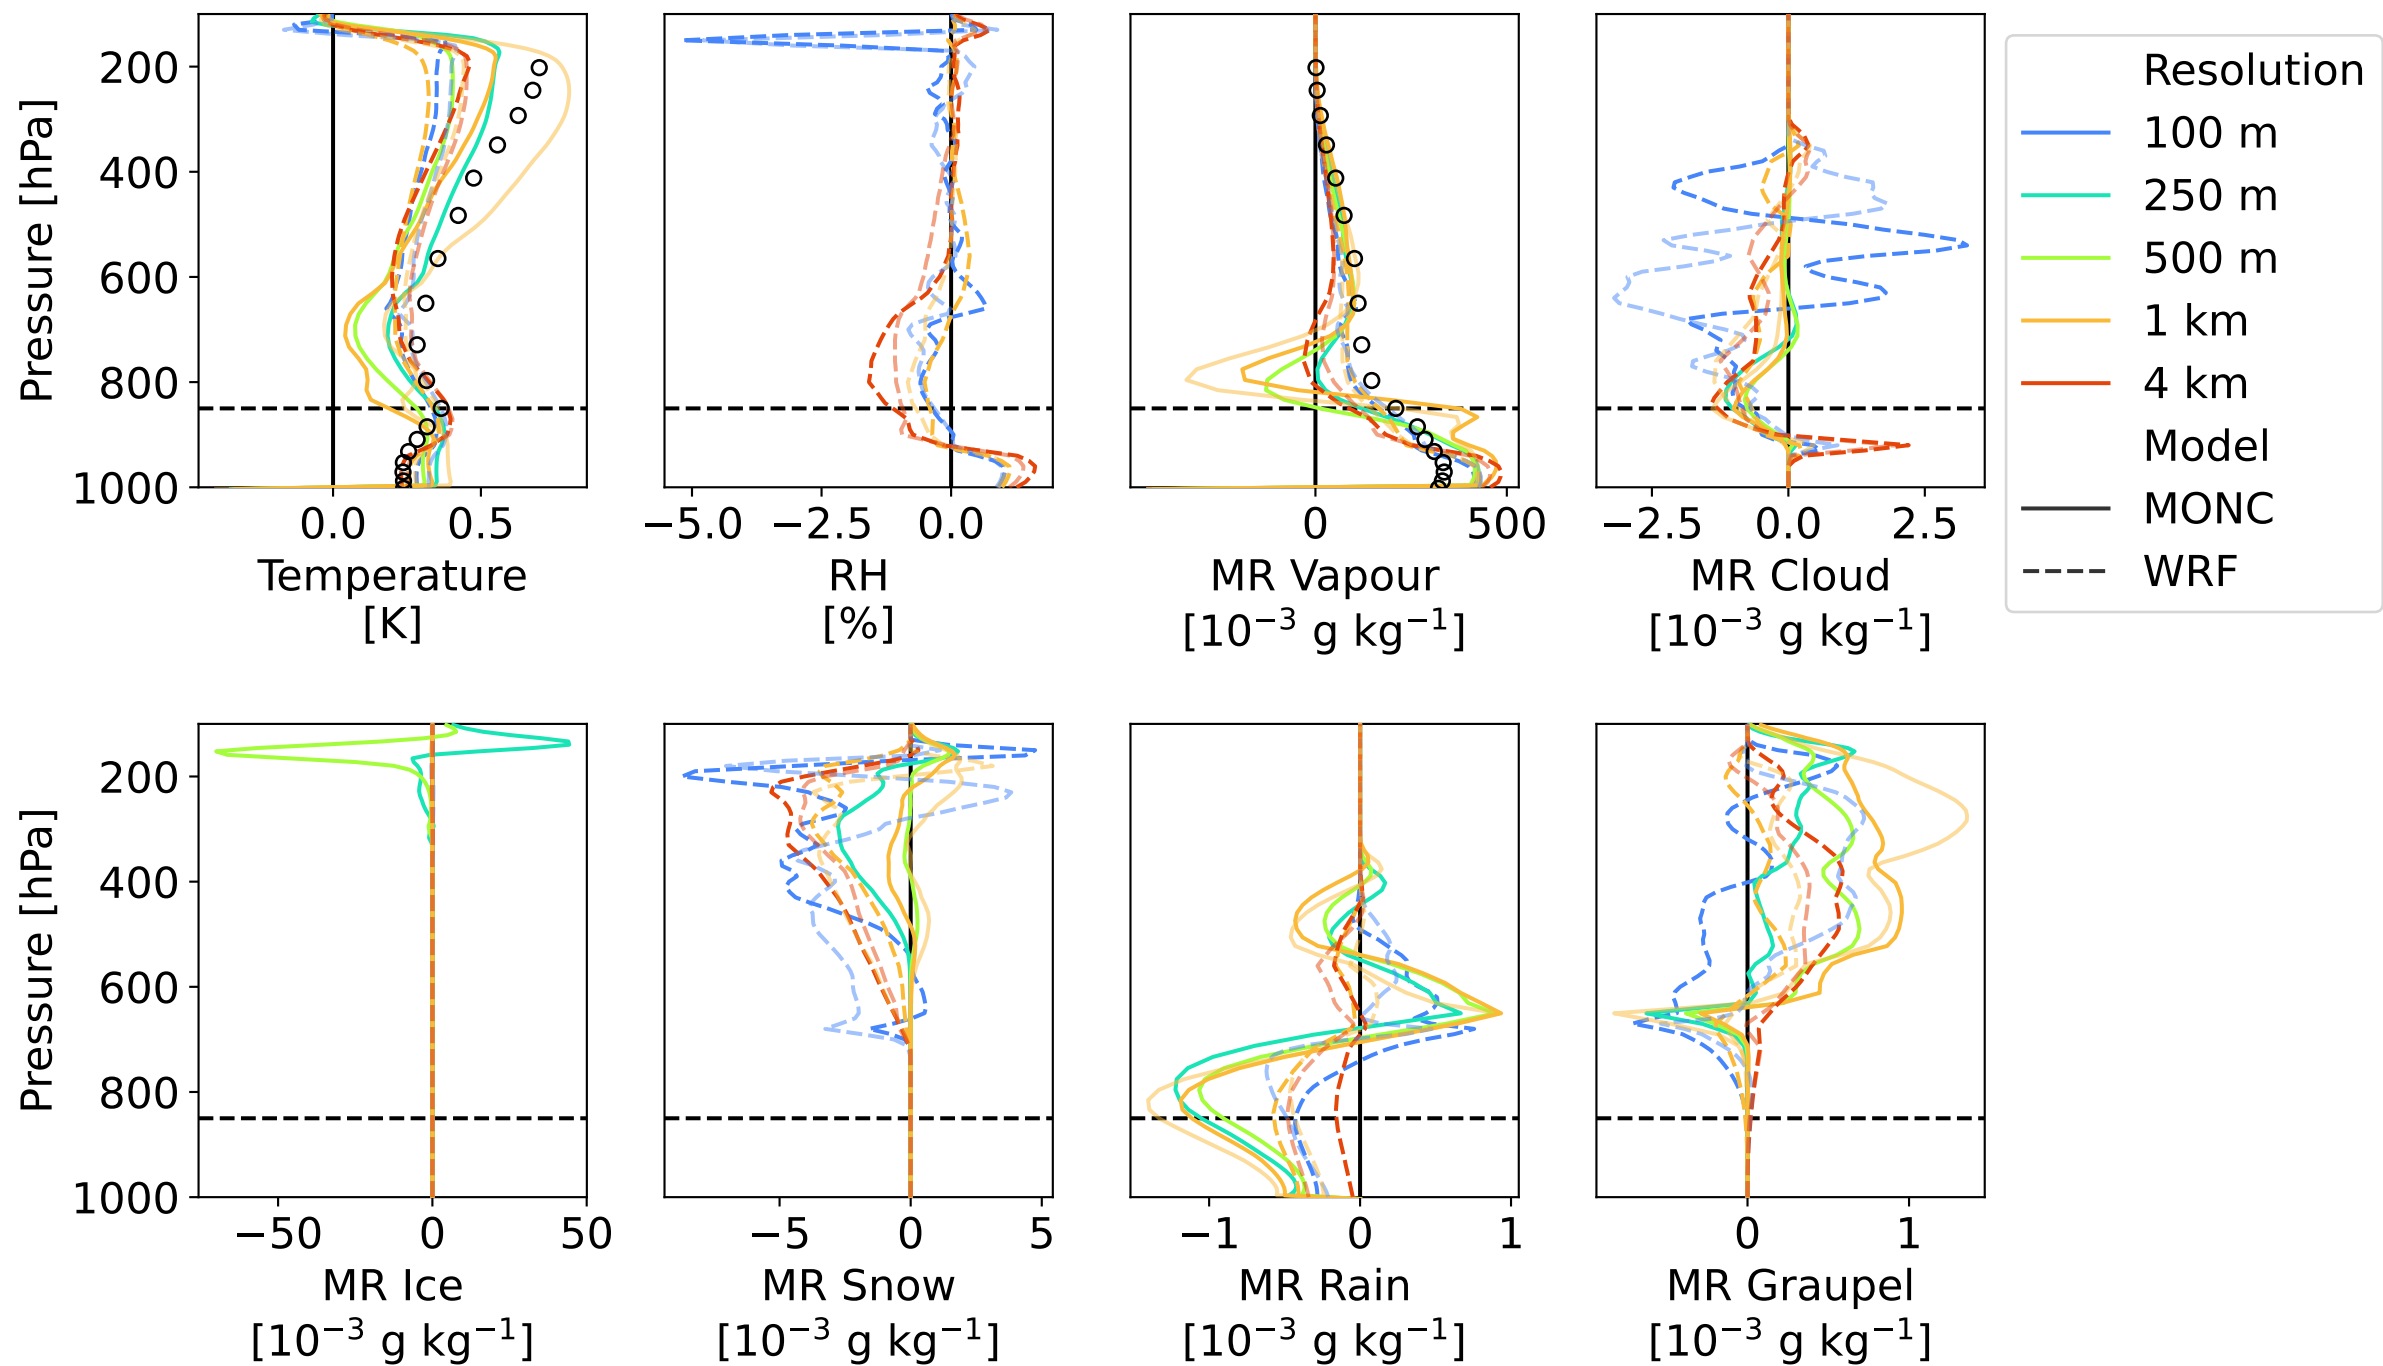 Pressure [hPa]
200
400
600
800
1000
0.0 0.5
Temperature
[K]
−5.0 −2.5 0.0
RH
[%]
0 500
MR Vapour
[10⁻³ g kg⁻¹]
−2.5 0.0 2.5
MR Cloud
[10⁻³ g kg⁻¹]
Resolution
100 m
250 m
500 m
1 km
4 km
Model
MONC
WRF
Pressure [hPa]
200
400
600
800
1000
−50 0 50
MR Ice
[10⁻³ g kg⁻¹]
−5 0 5
MR Snow
[10⁻³ g kg⁻¹]
−1 0 1
MR Rain
[10⁻³ g kg⁻¹]
0 1
MR Graupel
[10⁻³ g kg⁻¹]